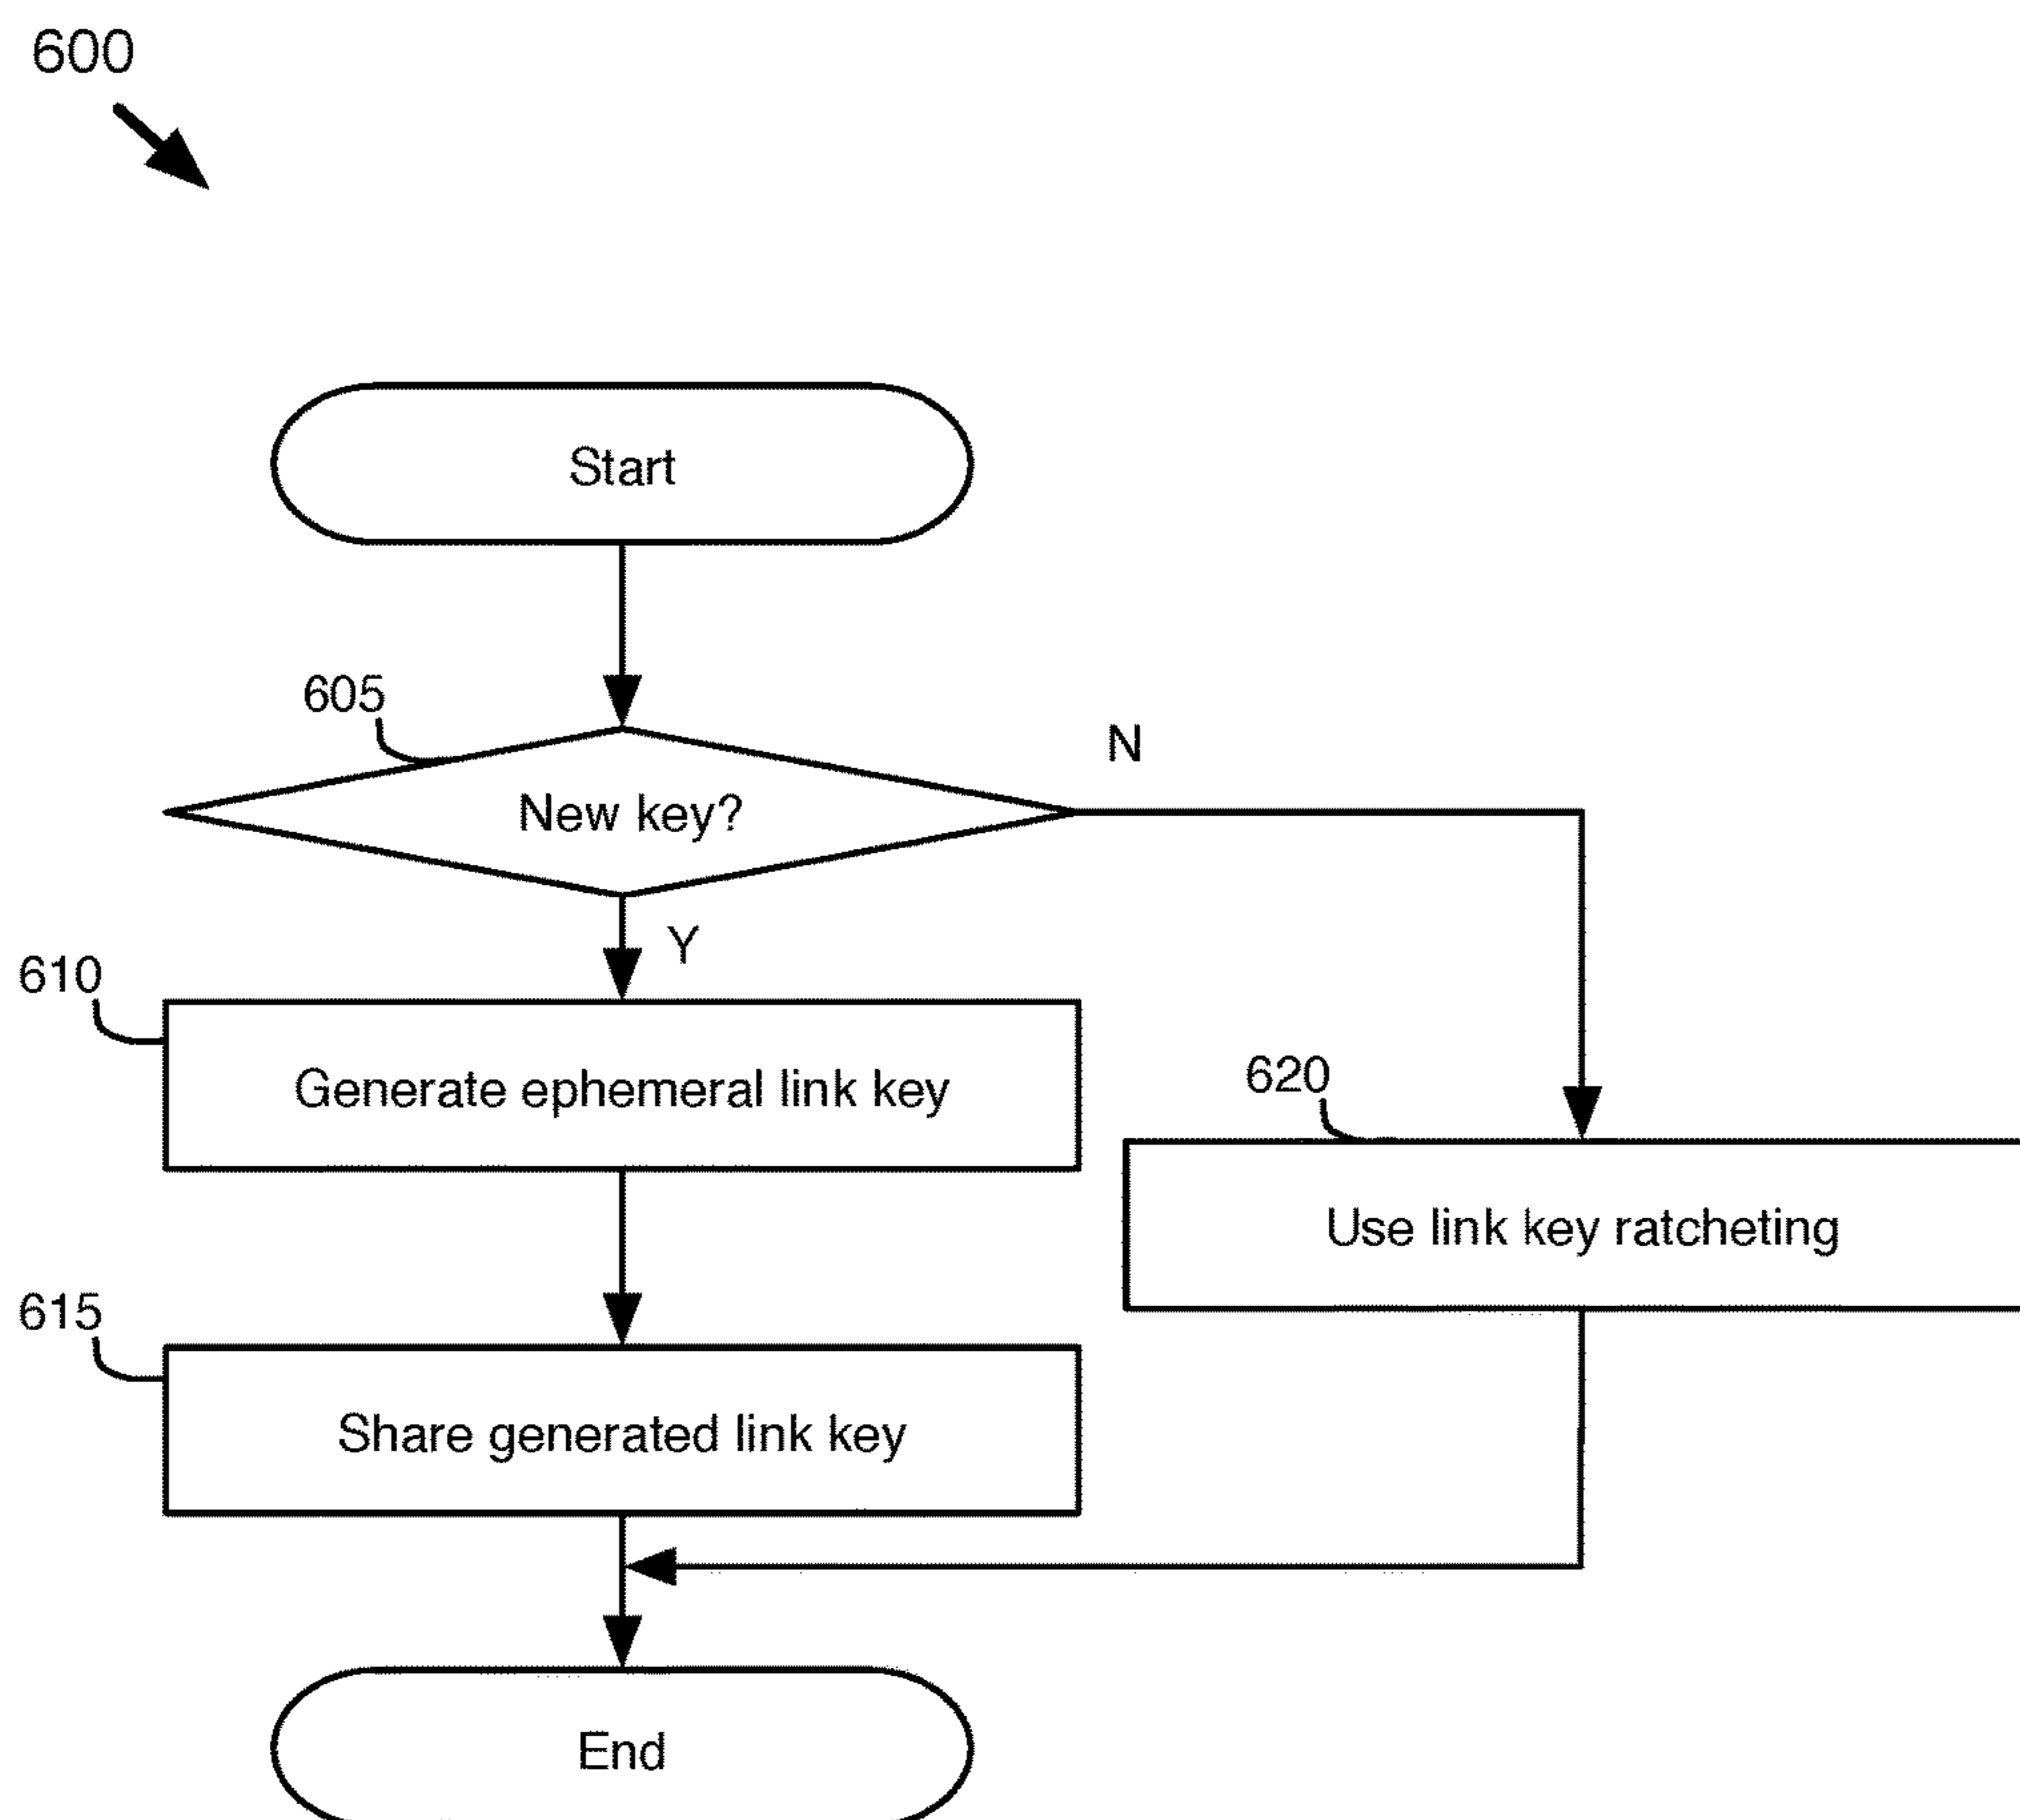 600
Start
605
New key?
N
Y
610
Generate ephemeral link key
620
Use link key ratcheting
615
Share generated link key
End